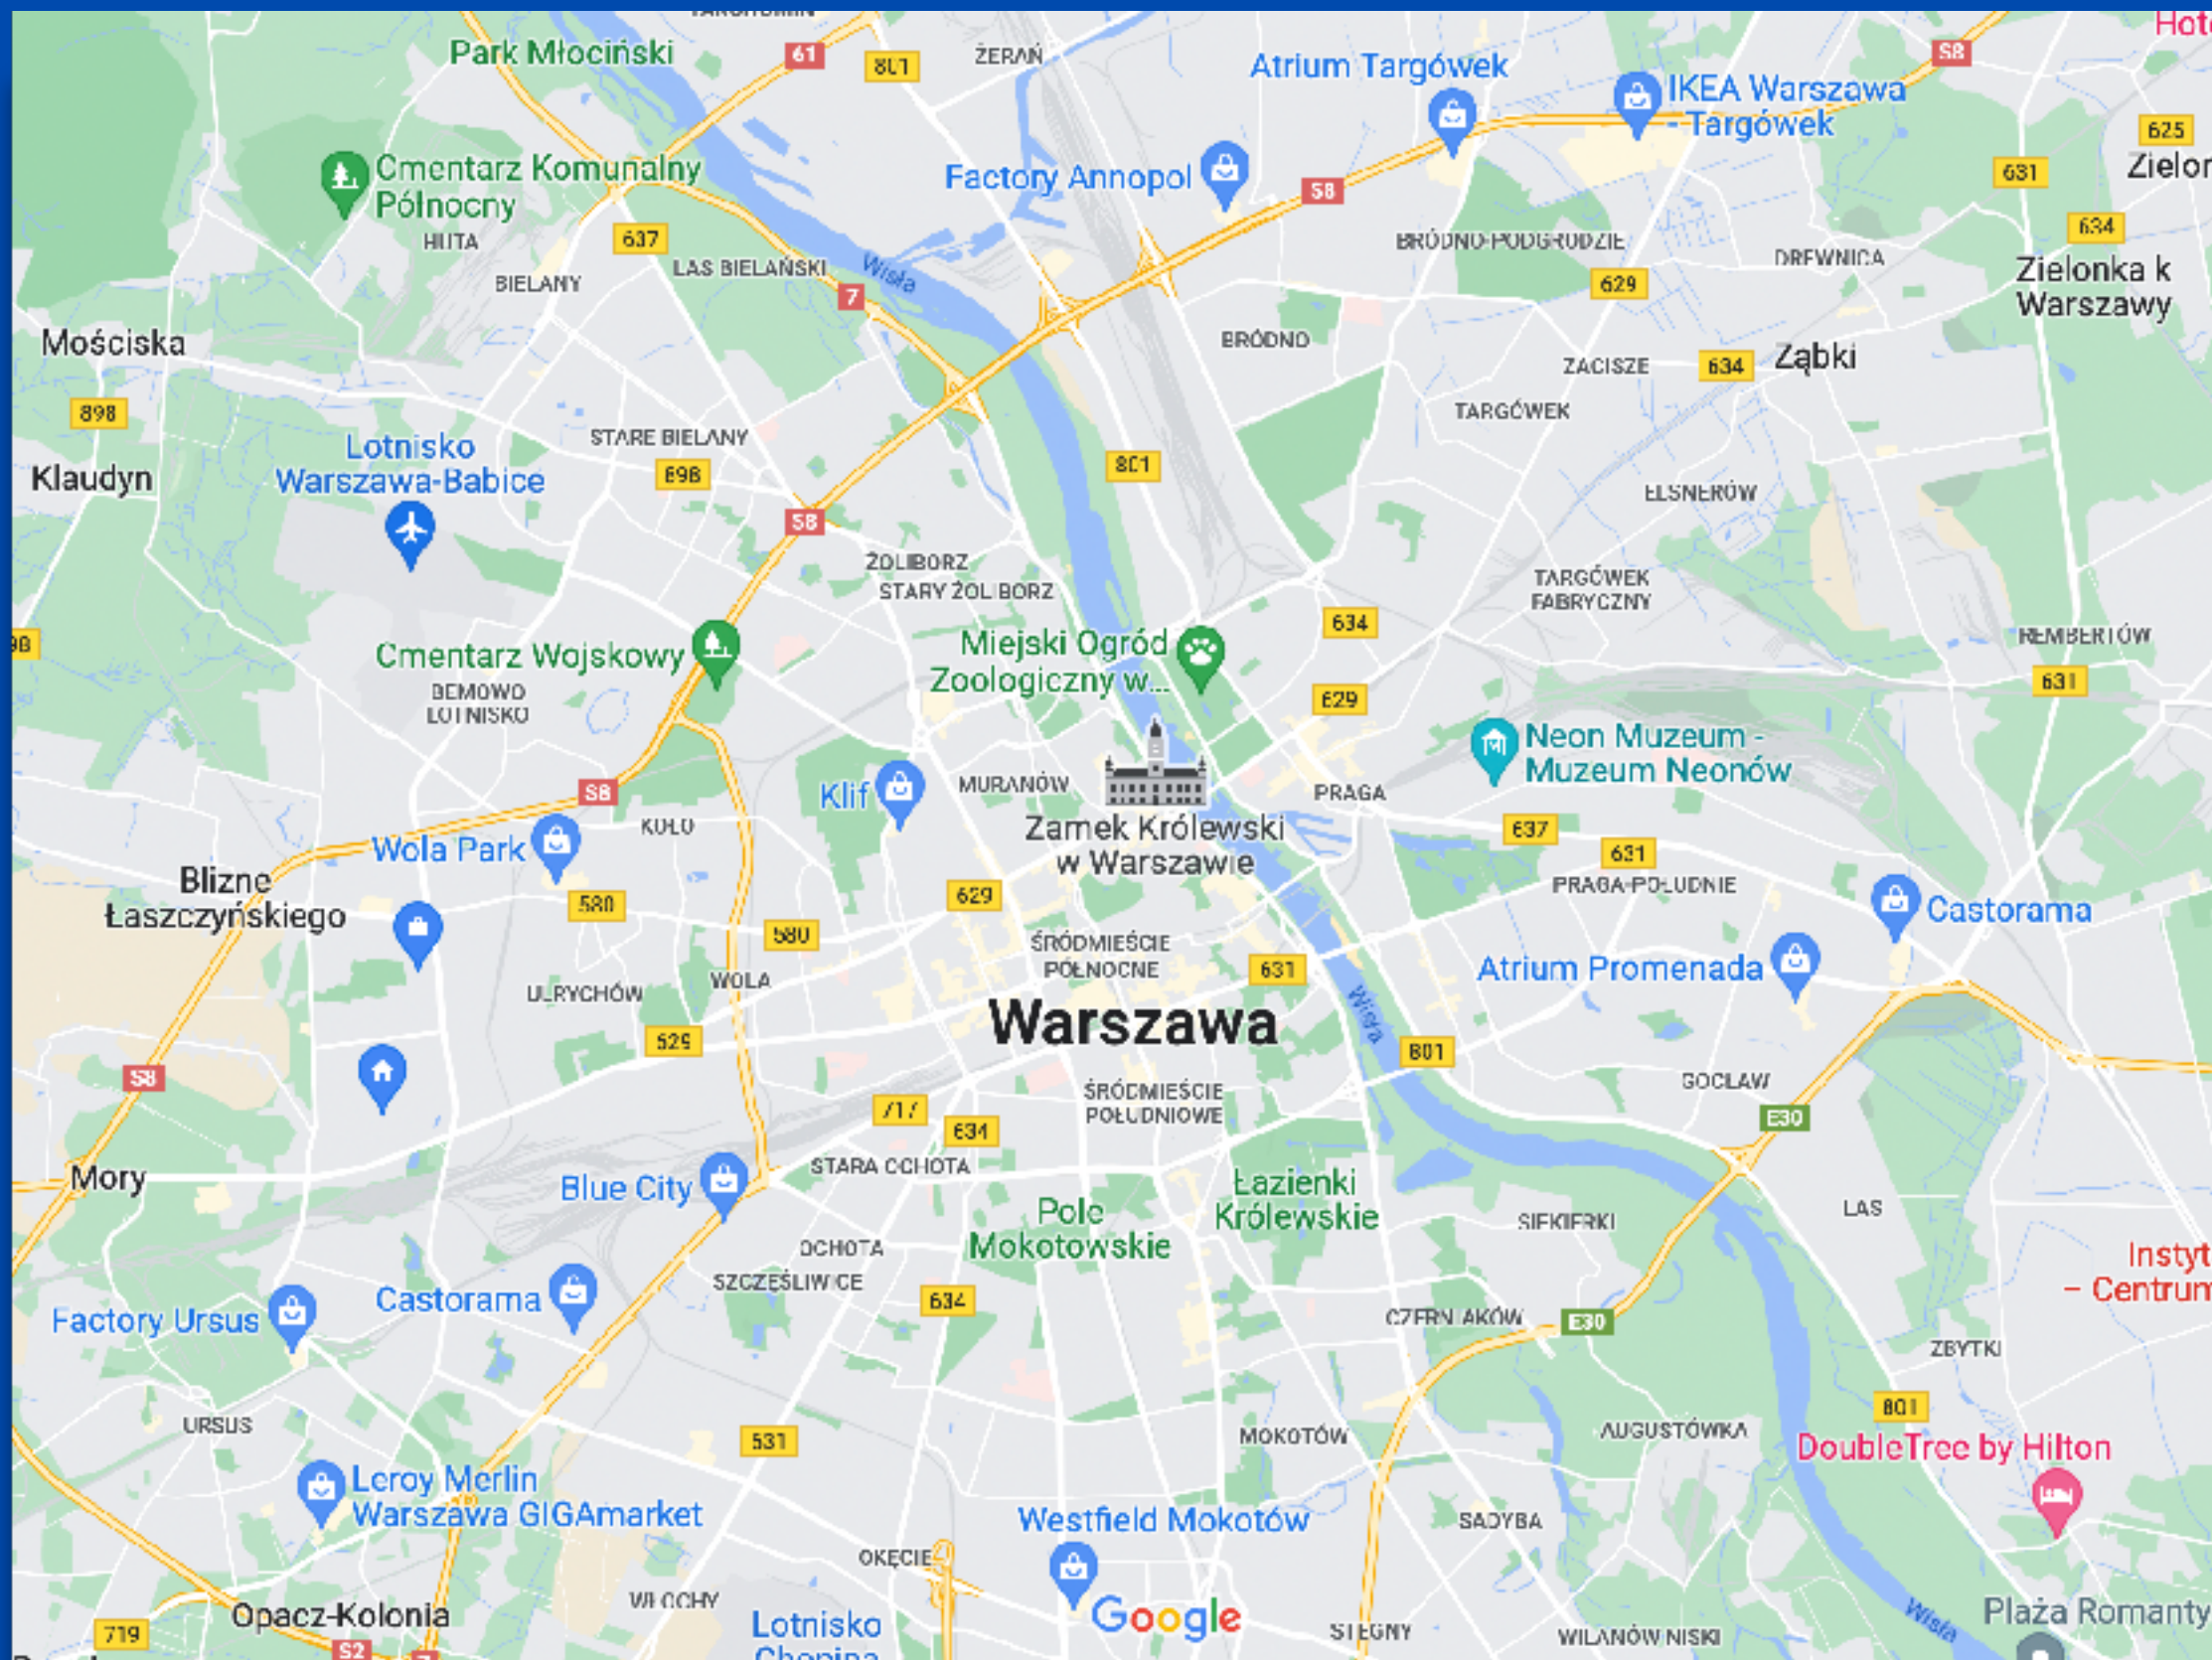 Park Młociński
61
801
ŻERAŃ
Atrium Targówek
S8
IKEA Warszawa
- Targówek
625
Cmentarz Komunalny
Północny
Factory Annopol
S8
631
HUTA
637
BRÓDNO-PODGRODZIE
634
BIELANY
LAS BIELAŃSKI
Wisła
7
629
DREWNICA
Zielonka k
Warszawy
Mościska
BRÓDNO
ZACISZE
634
Ząbki
898
TARGÓWEK
Lotnisko
Warszawa-Babice
STARE BIELANY
898
801
Klaudyn
ELSNERÓW
S8
ŻOLIBORZ
STARY ŻOLIBORZ
TARGÓWEK
FABRYCZNY
634
REMBERTÓW
Cmentarz Wojskowy
Miejski Ogród
Zoologiczny w...
631
BEMOWO
LOTNISKO
629
Neon Muzeum -
Muzeum Neonów
S8
Klif
MURANÓW
PRAGA
KOŁO
Zamek Królewski
w Warszawie
637
Wola Park
631
Blizne
Łaszczyńskiego
580
629
PRAGA-POŁUDNIE
Castorama
580
ŚRÓDMIEŚCIE
PÓŁNOCNE
631
Atrium Promenada
ULRYCHÓW
WOLA
Warszawa
Wisła
529
801
S8
ŚRÓDMIEŚCIE
POŁUDNIOWE
GOCŁAW
717
634
E30
Mory
Blue City
STARA OCHOTA
Łazienki
Królewskie
Pole
Mokotowskie
LAS
SIEKIERKI
OCHOTA
SZCZĘŚLIWICE
Instyt
– Centrum
Factory Ursus
Castorama
634
CZERNIAKÓW
E30
ZBYTKI
URSUS
531
MOKOTÓW
801
AUGUSTÓWKA
DoubleTree by Hilton
Leroy Merlin
Warszawa GIGAmarket
Westfield Mokotów
SADYBA
OKĘCIE
WŁOCHY
Opacz-Kolonia
Lotnisko
Google
719
STEGNY
WILANÓW NISKI
Wisła
Plaża Romanty
S2